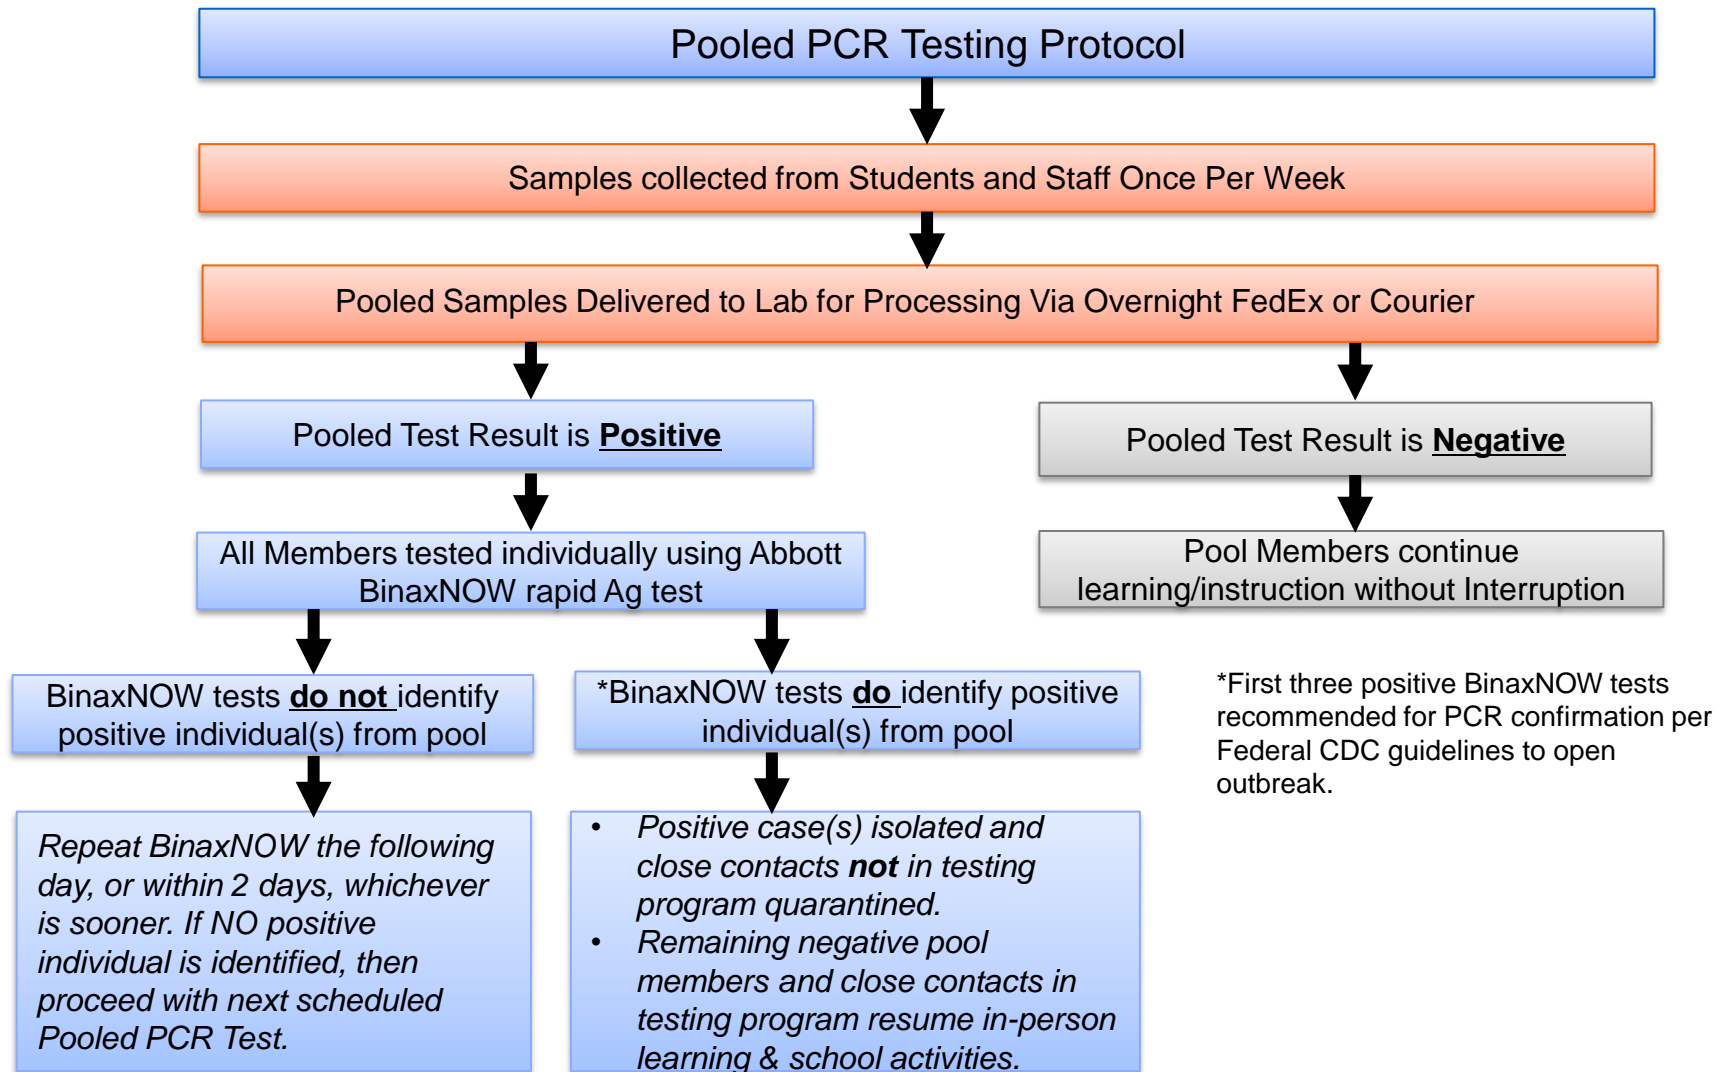 Pooled PCR Testing Protocol
Samples collected from Students and Staff Once Per Week
Pooled Samples Delivered to Lab for Processing Via Overnight FedEx or Courier
Pooled Test Result is Positive
Pooled Test Result is Negative
All Members tested individually using Abbott
BinaxNOW rapid Ag test
Pool Members continue
learning/instruction without Interruption
BinaxNOW tests do not identify
positive individual(s) from pool
*BinaxNOW tests do identify positive
individual(s) from pool
*First three positive BinaxNOW tests
recommended for PCR confirmation per
Federal CDC guidelines to open
outbreak.
Repeat BinaxNOW the following
day, or within 2 days, whichever
is sooner. If NO positive
individual is identified, then
proceed with next scheduled
Pooled PCR Test.
• Positive case(s) isolated and
close contacts not in testing
program quarantined.
• Remaining negative pool
members and close contacts in
testing program resume in-person
learning & school activities.